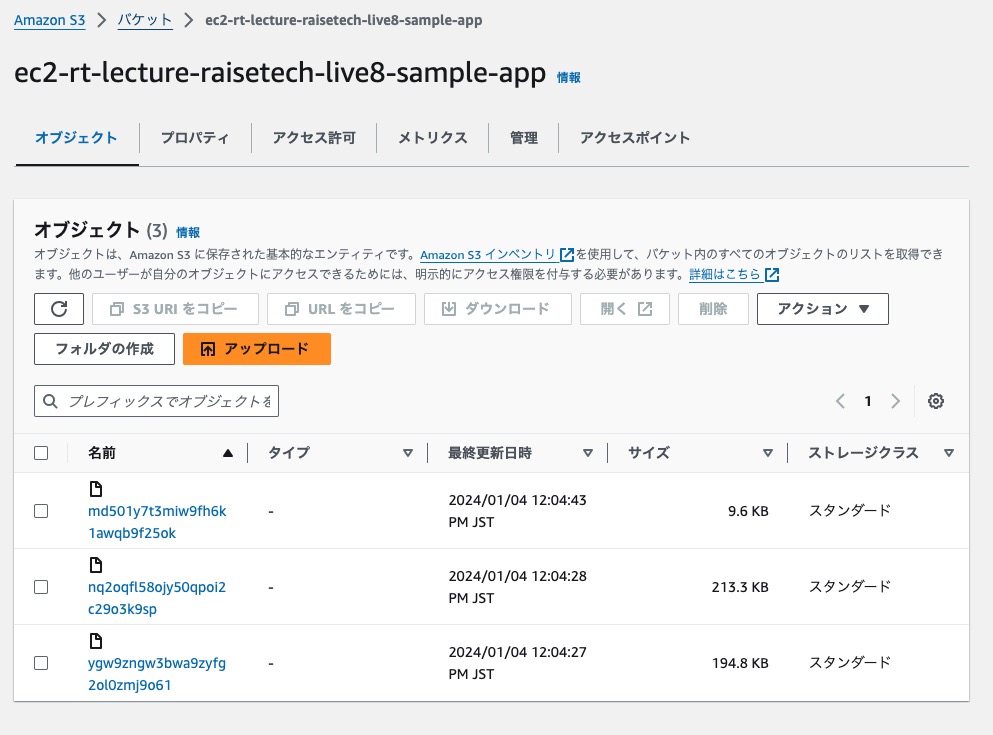 Amazon S3 > バケット > ec2-rt-lecture-raisetech-live8-sample-app
ec2-rt-lecture-raisetech-live8-sample-app 情報
オブジェクト プロパティ アクセス許可 メトリクス 管理 アクセスポイント
オブジェクト (3) 情報
オブジェクトは、Amazon S3 に保存された基本的なエンティティです。Amazon S3 インベントリ を使用して、バケット内のすべてのオブジェクトのリストを取得でき
ます。他のユーザーが自分のオブジェクトにアクセスできるためには、明示的にアクセス権限を付与する必要があります。詳細はこちら
S3 URI をコピー URL をコピー ダウンロード 開く 削除 アクション
フォルダの作成 アップロード
プレフィックスでオブジェクトを 1
名前 タイプ 最終更新日時 サイズ ストレージクラス
md501y7t3miw9fh6k
1awqb9f25ok
- 2024/01/04 12:04:43
PM JST
9.6 KB スタンダード
nq2oqfl58ojy50qpoi2
c29o3k9sp
- 2024/01/04 12:04:28
PM JST
213.3 KB スタンダード
ygw9zngw3bwa9zyfg
2ol0zmj9o61
- 2024/01/04 12:04:27
PM JST
194.8 KB スタンダード